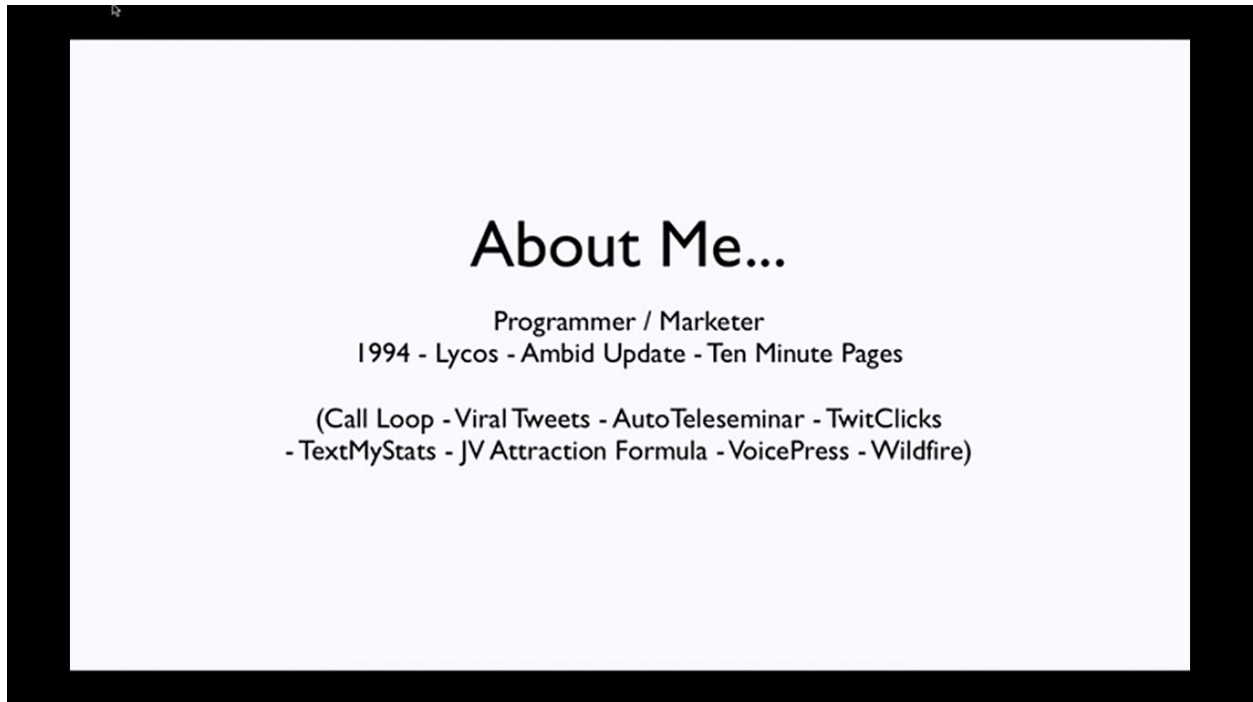 About Me...
Programmer / Marketer
1994 - Lycos - Ambid Update - Ten Minute Pages
(Call Loop - Viral Tweets - AutoTeleseminar - TwitClicks
- TextMyStats - JV Attraction Formula - VoicePress - Wildfire)